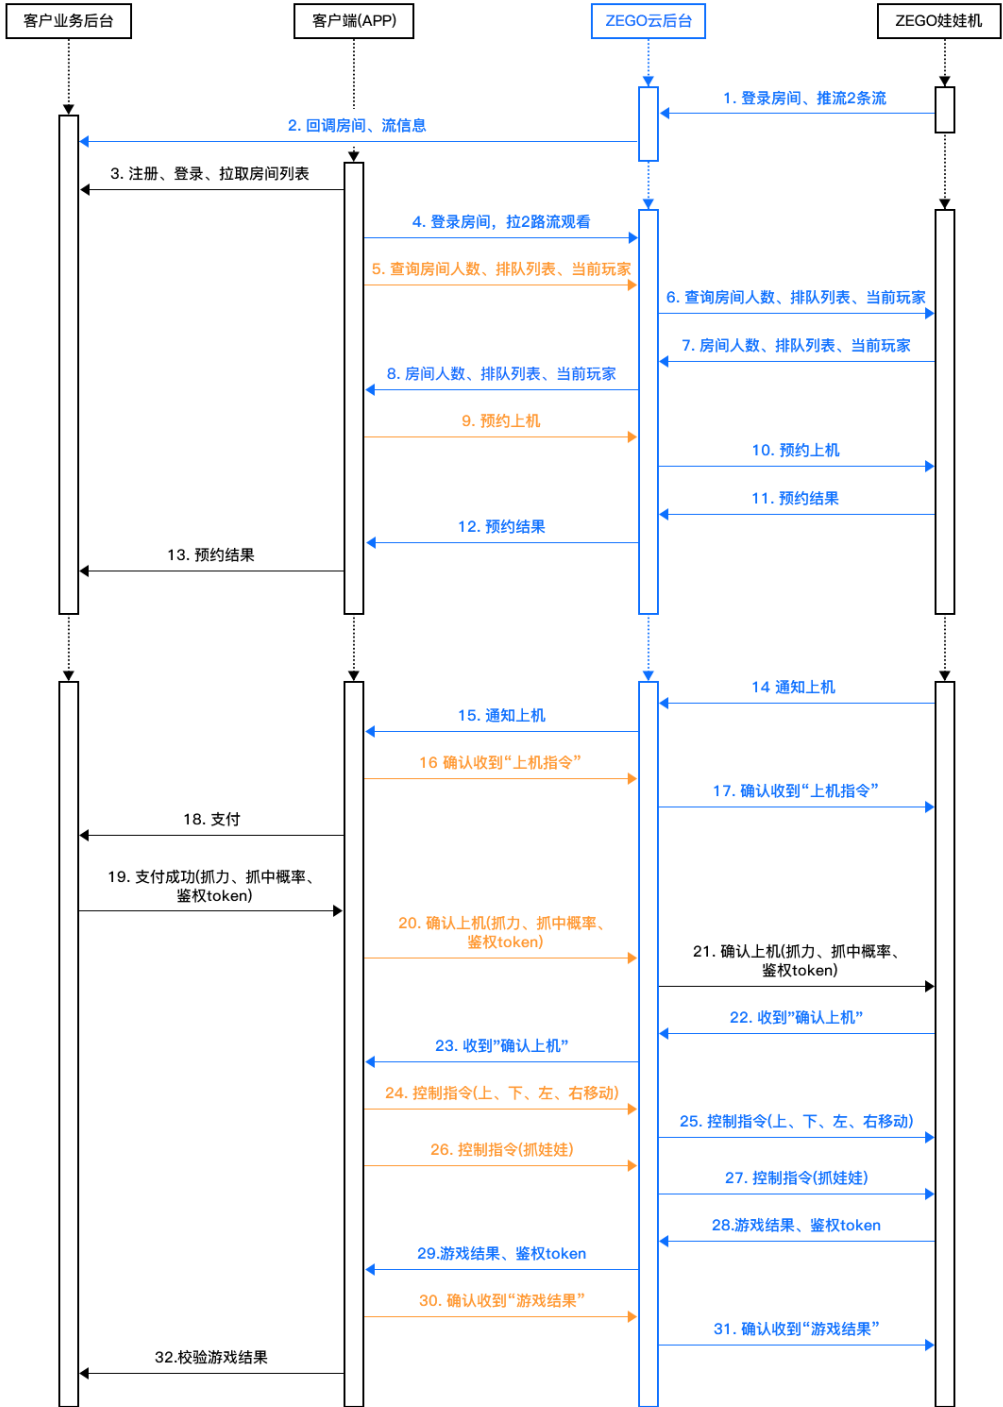 客户业务后台
客户端(APP)
ZEGO云后台
ZEGO娃娃机
1. 登录房间、推流2条流
2. 回调房间、流信息
3. 注册、登录、拉取房间列表
4. 登录房间，拉2路流观看
5. 查询房间人数、排队列表、当前玩家
6. 查询房间人数、排队列表、当前玩家
7. 房间人数、排队列表、当前玩家
8. 房间人数、排队列表、当前玩家
9. 预约上机
10. 预约上机
11. 预约结果
12. 预约结果
13. 预约结果
14 通知上机
15. 通知上机
16 确认收到“上机指令”
17. 确认收到“上机指令”
18. 支付
19. 支付成功(抓力、抓中概率、
鉴权token)
20. 确认上机(抓力、抓中概率、
鉴权token)
21. 确认上机(抓力、抓中概率、
鉴权token)
22. 收到”确认上机”
23. 收到”确认上机”
24. 控制指令(上、下、左、右移动)
25. 控制指令(上、下、左、右移动)
26. 控制指令(抓娃娃)
27. 控制指令(抓娃娃)
28.游戏结果、鉴权token
29.游戏结果、鉴权token
30. 确认收到“游戏结果”
31. 确认收到“游戏结果”
32.校验游戏结果